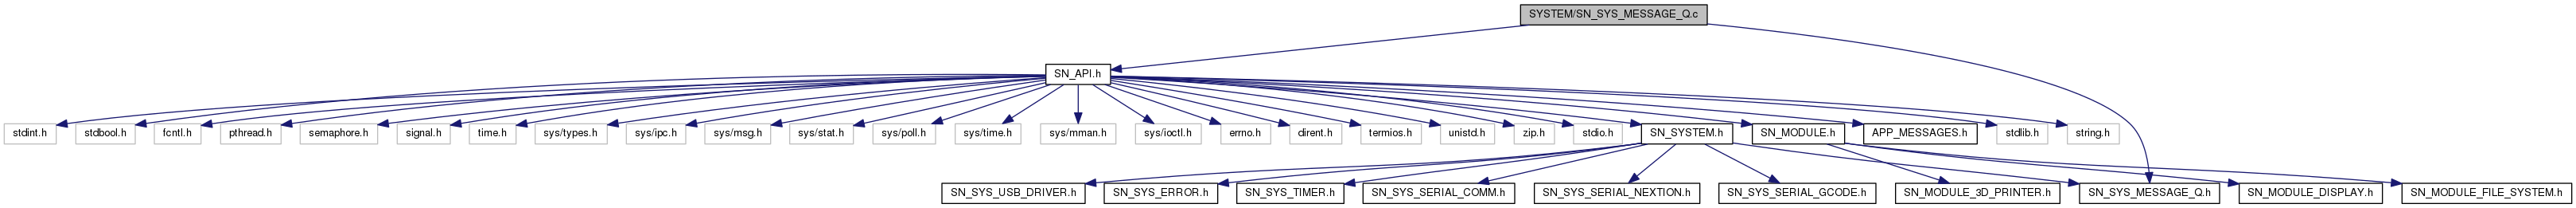 SYSTEM/SN_SYS_MESSAGE_Q.c
SN_API.h
stdint.h
stdbool.h
fcntl.h
pthread.h
semaphore.h
signal.h
time.h
sys/types.h
sys/ipc.h
sys/msg.h
sys/stat.h
sys/poll.h
sys/time.h
sys/mman.h
sys/ioctl.h
errno.h
dirent.h
termios.h
unistd.h
zip.h
stdio.h
SN_SYSTEM.h
SN_MODULE.h
APP_MESSAGES.h
stdlib.h
string.h
SN_SYS_USB_DRIVER.h
SN_SYS_ERROR.h
SN_SYS_TIMER.h
SN_SYS_SERIAL_COMM.h
SN_SYS_SERIAL_NEXTION.h
SN_SYS_SERIAL_GCODE.h
SN_MODULE_3D_PRINTER.h
SN_SYS_MESSAGE_Q.h
SN_MODULE_DISPLAY.h
SN_MODULE_FILE_SYSTEM.h